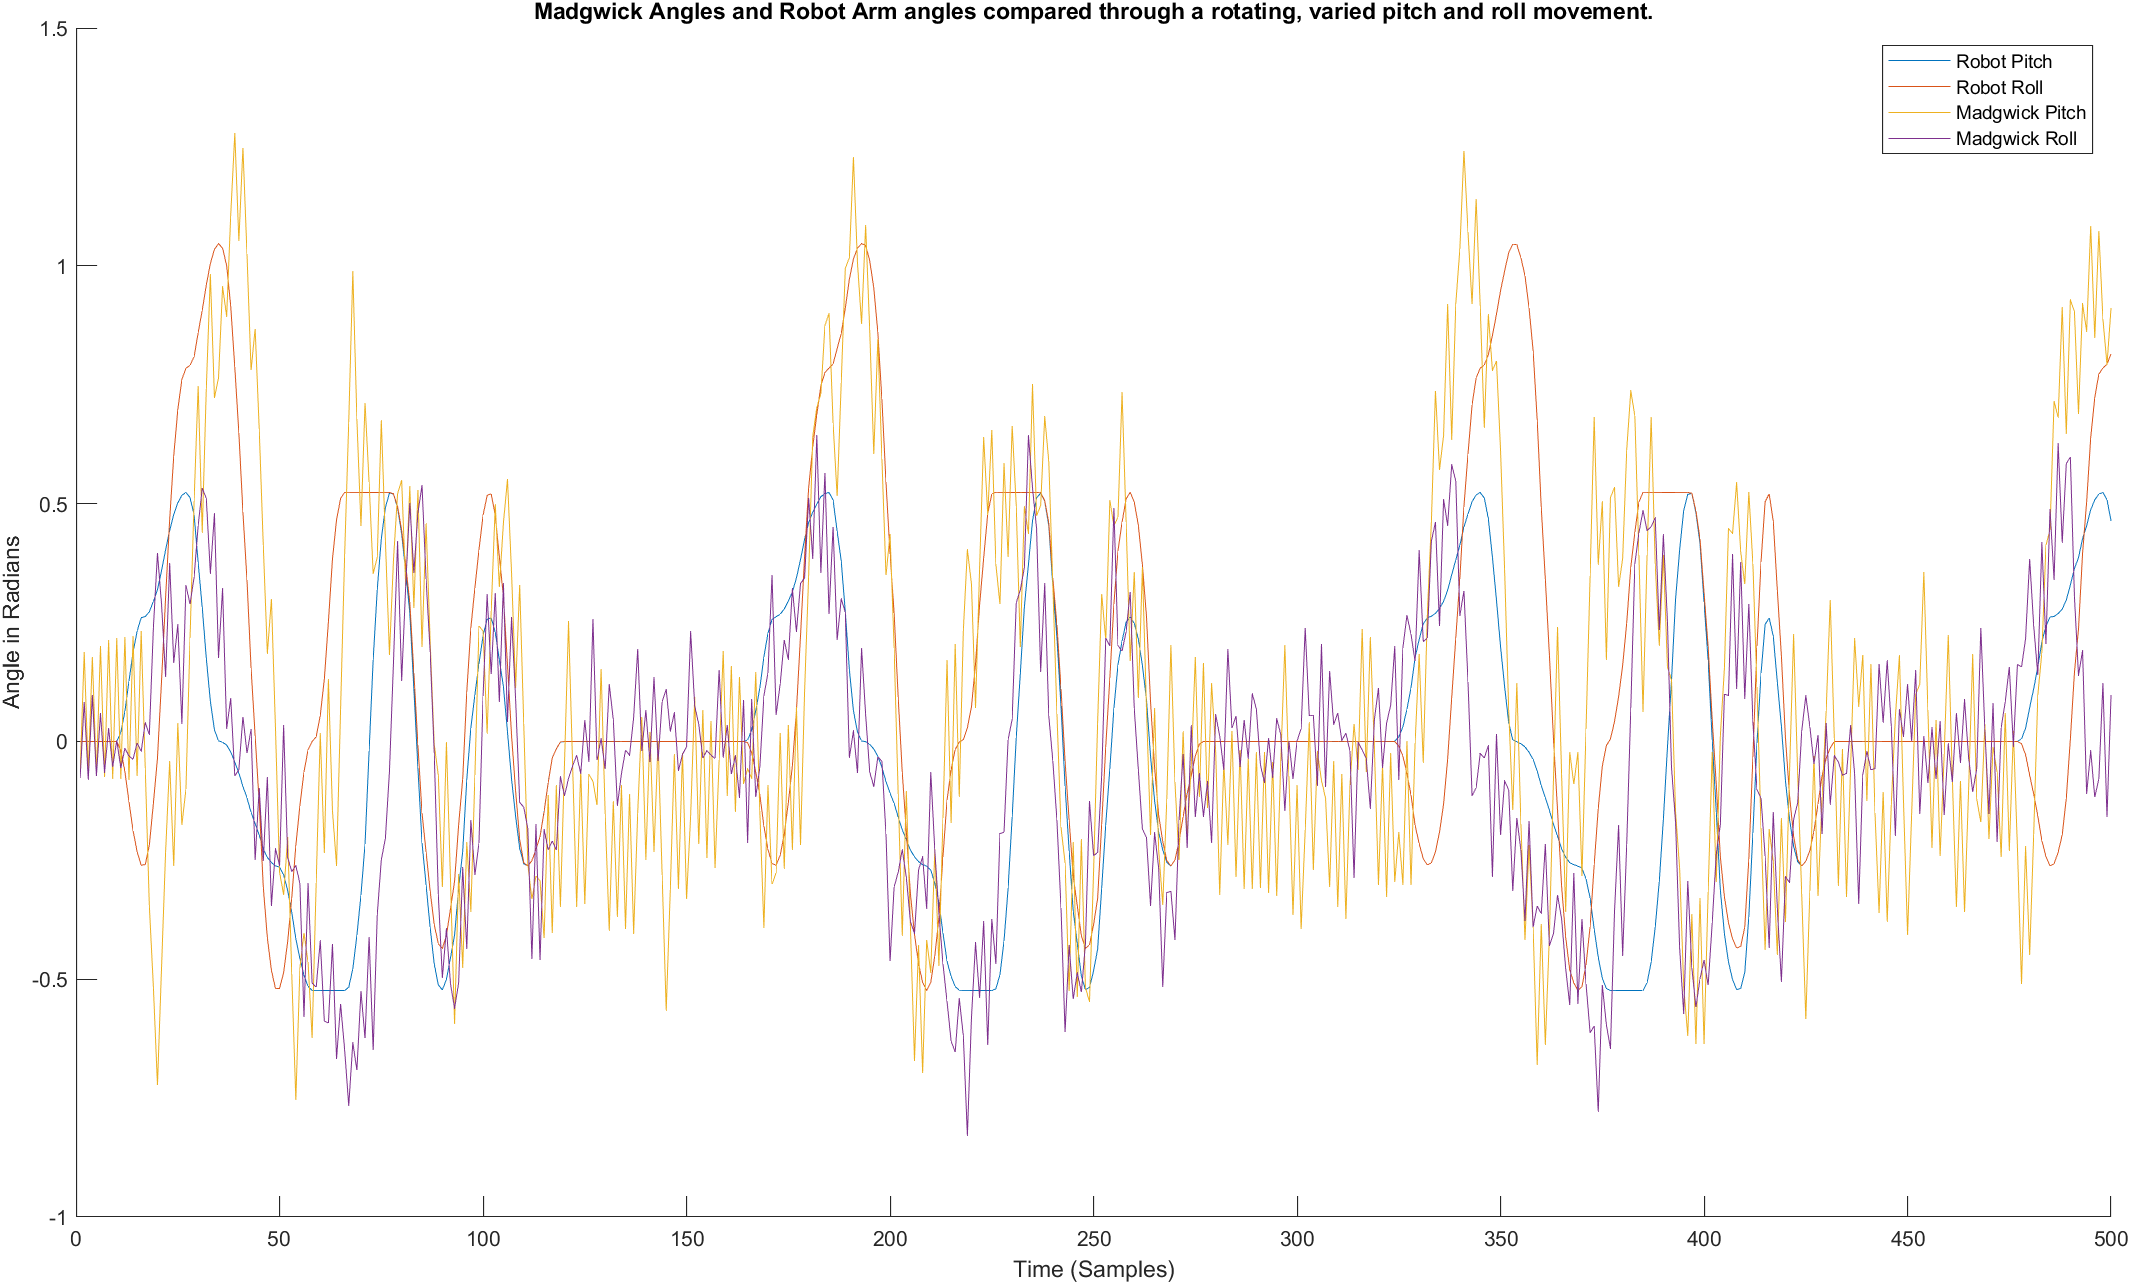 Madgwick Angles and Robot Arm angles compared through a rotating, varied pitch and roll movement.
Robot Pitch
Robot Roll
Madgwick Pitch
Madgwick Roll
Angle in Radians
1.5
1
0.5
0
-0.5
-1
0 50 100 150 200 250 300 350 400 450 500
Time (Samples)